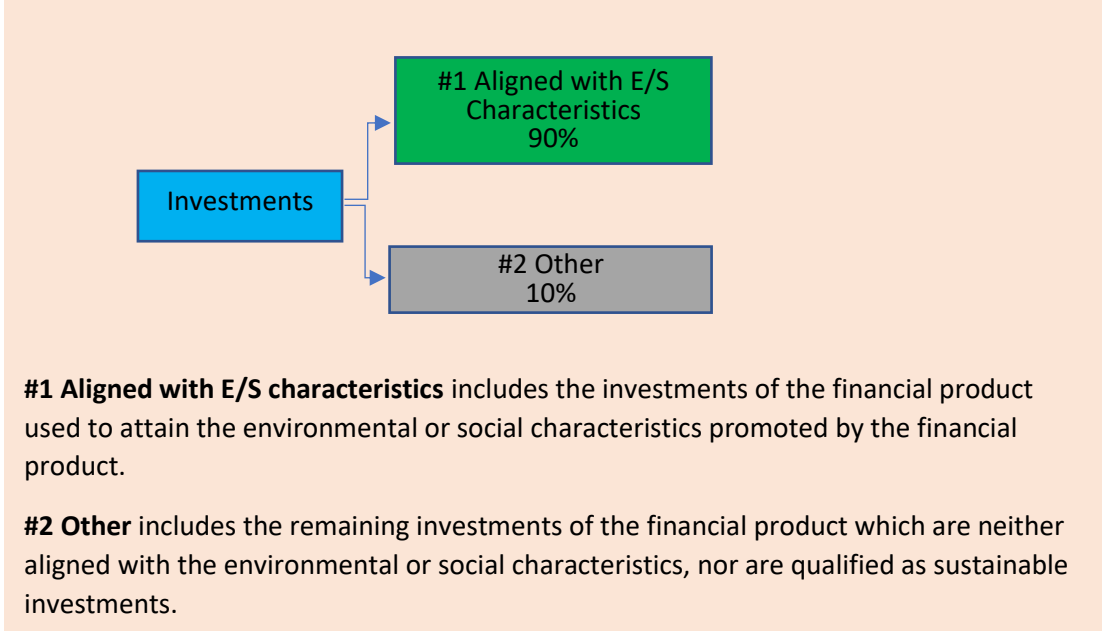 #1 Aligned with E/S
Characteristics
90%
Investments
#2 Other
10%
#1 Aligned with E/S characteristics includes the investments of the financial product
used to attain the environmental or social characteristics promoted by the financial
product.
#2 Other includes the remaining investments of the financial product which are neither
aligned with the environmental or social characteristics, nor are qualified as sustainable
investments.